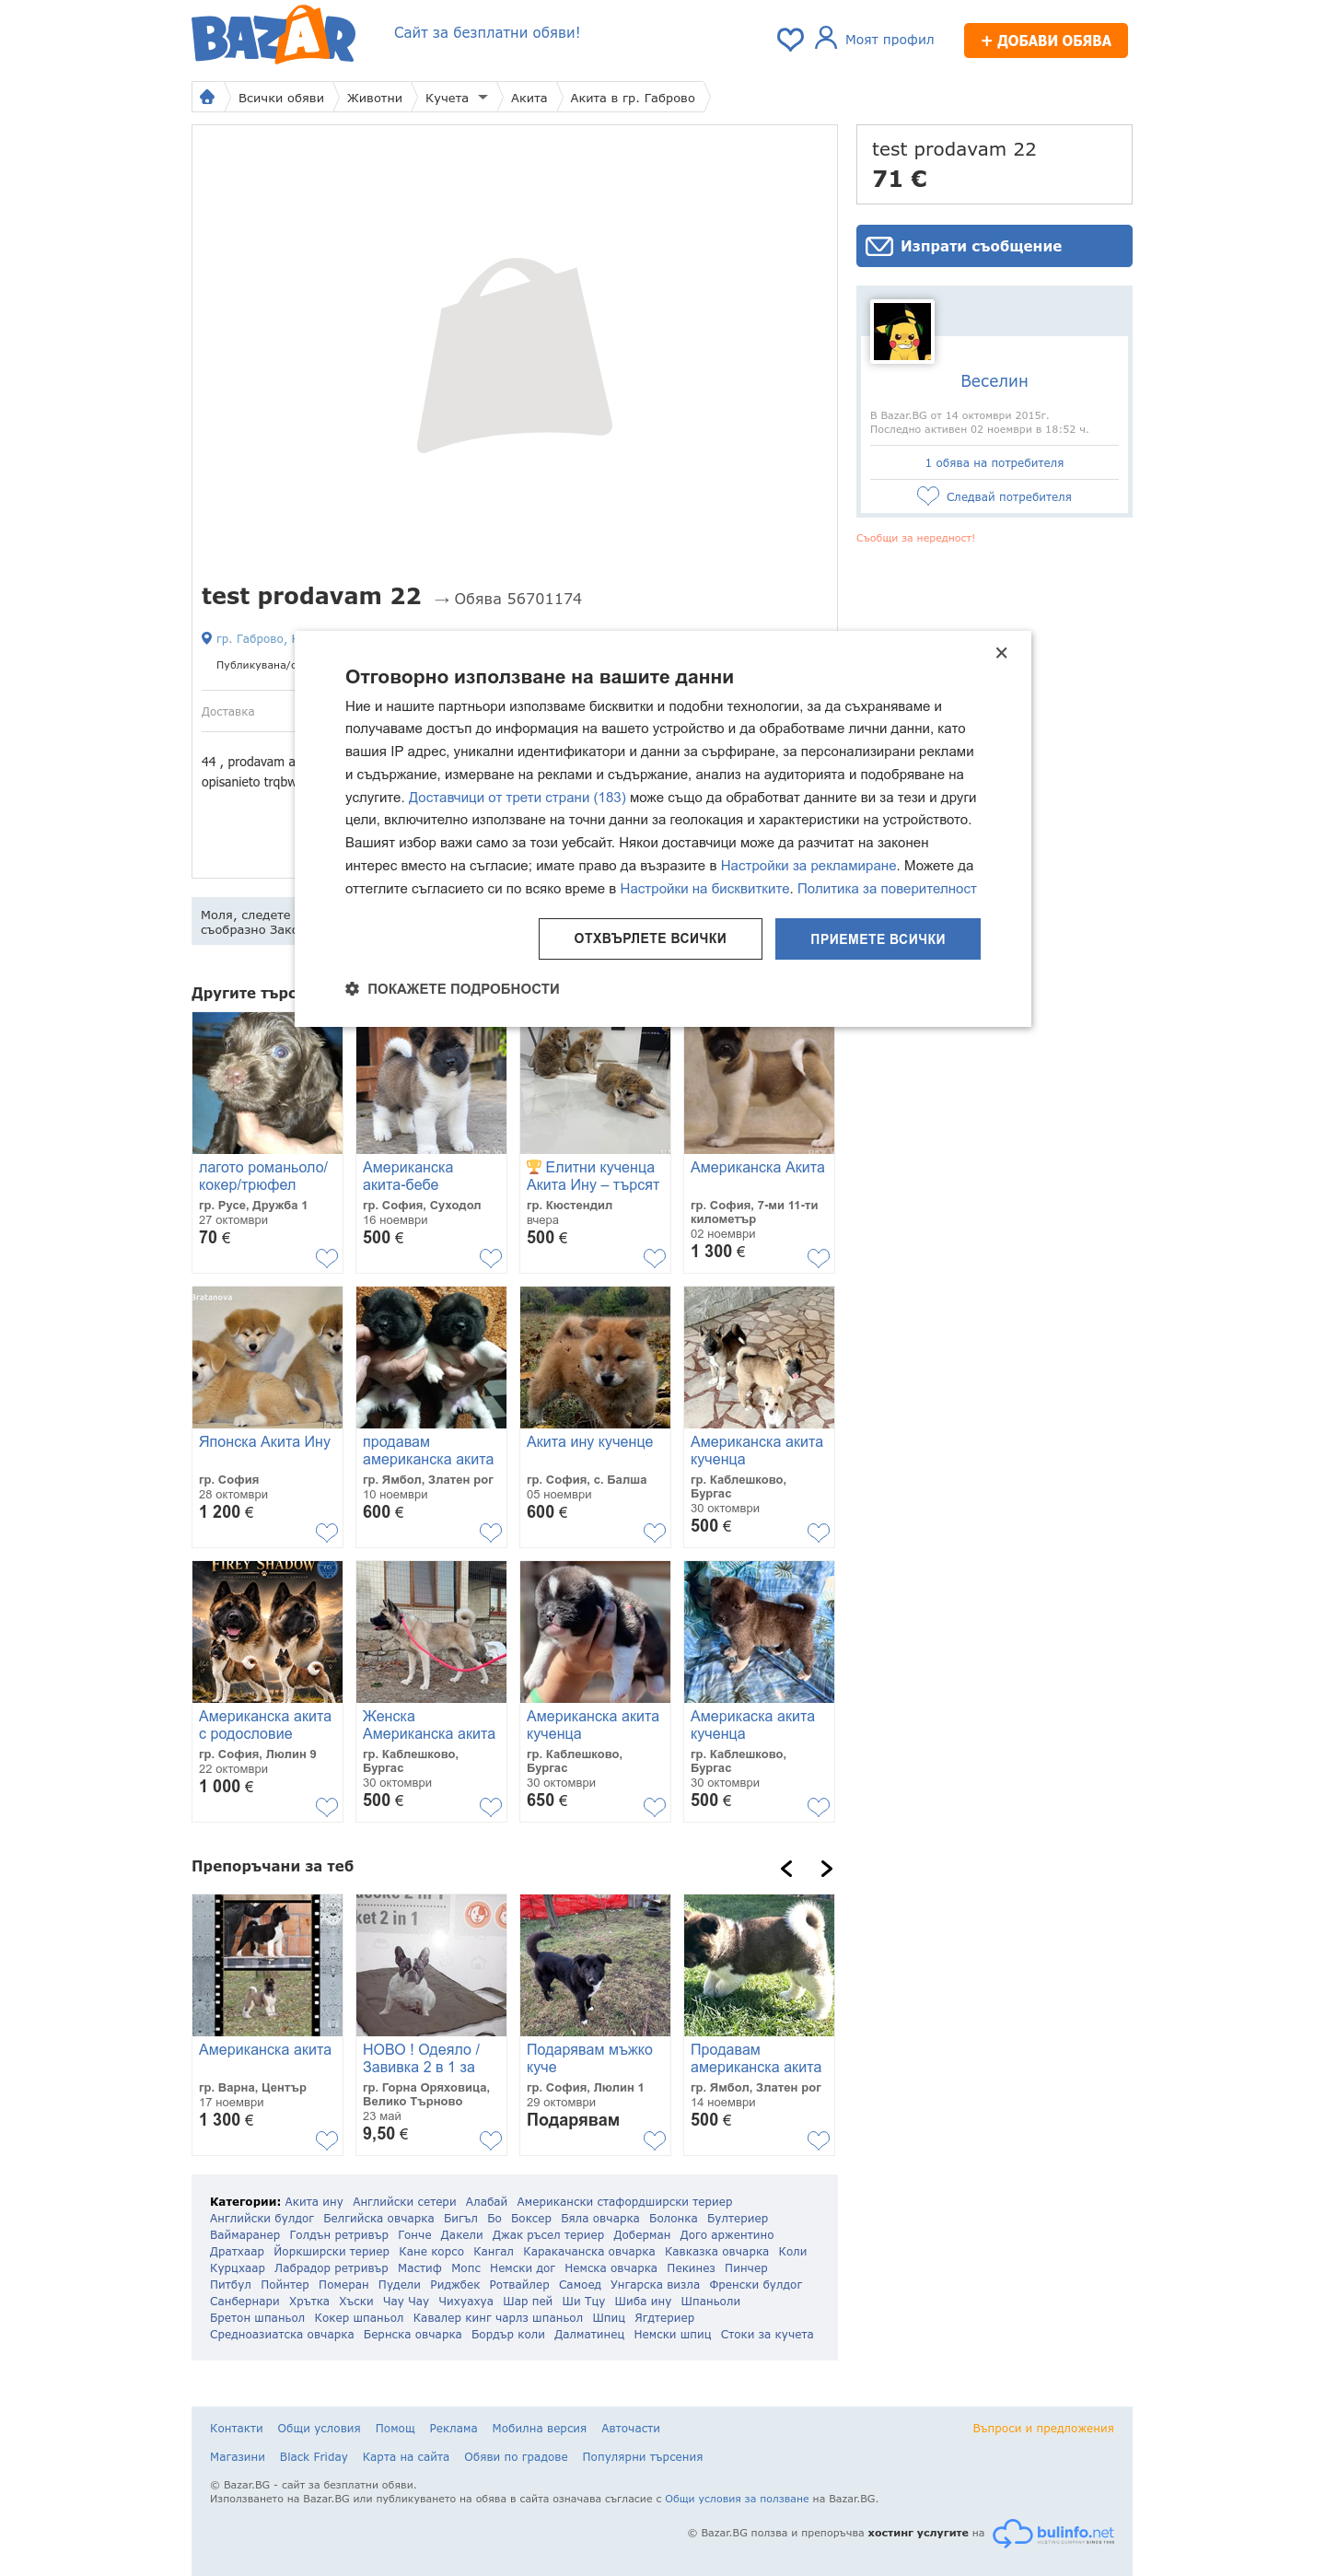 BAZAR
Сайт за безплатни обяви!
Моят профил
+ ДОБАВИ ОБЯВА
Всички обяви
Животни
Кучета
Акита
Акита в гр. Габрово
test prodavam 22
71 €
Изпрати съобщение
Веселин
В Bazar.BG от 14 октомври 2015г.
Последно активен 02 ноември в 18:52 ч.
1 обява на потребителя
Следвай потребителя
Съобщи за нередност!
test prodavam 22 → Обява 56701174
гр. Габрово,
Публикувана/
Доставка
44 , prodavam
opisanieto
Моля, следете
съобразно
Другите
×
Отговорно използване на вашите данни
Ние и нашите партньори използваме бисквитки и подобни технологии, за да съхраняваме и
получаваме достъп до информация на вашето устройство и да обработваме лични данни, като
вашия IP адрес, уникални идентификатори и данни за сърфиране, за персонализирани реклами
и съдържание, измерване на реклами и съдържание, анализ на аудиторията и подобряване на
услугите. Доставчици от трети страни (183) може също да обработват данните ви за тези и други
цели, включително използване на точни данни за геолокация и характеристики на устройството.
Вашият избор важи само за този уебсайт. Някои доставчици може да разчитат на законен
интерес вместо на съгласие; имате право да възразите в Настройки за рекламиране. Можете да
оттеглите съгласието си по всяко време в Настройки на бисквитките. Политика за поверителност
ОТХВЪРЛЕТЕ ВСИЧКИ
ПРИЕМЕТЕ ВСИЧКИ
ПОКАЖЕТЕ ПОДРОБНОСТИ
лагото романьоло/
кокер/трюфел
гр. Русе, Дружба 1
27 октомври
70 €
Американска
акита-бебе
гр. София, Суходол
16 ноември
500 €
🏆 Елитни кученца
Акита Ину – търсят
гр. Кюстендил
вчера
500 €
Американска Акита
гр. София, 7-ми 11-ти
километър
02 ноември
1 300 €
Bratanova
Японска Акита Ину
гр. София
28 октомври
1 200 €
продавам
американска акита
гр. Ямбол, Златен рог
10 ноември
600 €
Акита ину кученце
гр. София, с. Балша
05 ноември
600 €
Американска акита
кученца
гр. Каблешково,
Бургас
30 октомври
500 €
FIREY SHADOW
Американска акита
с родословие
гр. София, Люлин 9
22 октомври
1 000 €
Женска
Американска акита
гр. Каблешково,
Бургас
30 октомври
500 €
Американска акита
кученца
гр. Каблешково,
Бургас
30 октомври
650 €
Америкаска акита
кученца
гр. Каблешково,
Бургас
30 октомври
500 €
Препоръчани за теб
ket 2 in 1
Американска акита
гр. Варна, Център
17 ноември
1 300 €
НОВО ! Одеяло /
Завивка 2 в 1 за
гр. Горна Оряховица,
Велико Търново
23 май
9,50 €
Подарявам мъжко
куче
гр. София, Люлин 1
29 октомври
Подарявам
Продавам
американска акита
гр. Ямбол, Златен рог
14 ноември
500 €
Категории: Акита ину Английски сетери Алабай Американски стафордширски териер
Английски булдог Белгийска овчарка Бигъл Бо Боксер Бяла овчарка Болонка Бултериер
Ваймаранер Голдън ретривър Гонче Дакели Джак ръсел териер Доберман Дого аржентино
Дратхаар Йоркширски териер Кане корсо Кангал Каракачанска овчарка Кавказка овчарка Коли
Курцхаар Лабрадор ретривър Мастиф Мопс Немски дог Немска овчарка Пекинез Пинчер
Питбул Пойнтер Померан Пудели Риджбек Ротвайлер Самоед Унгарска визла Френски булдог
Санбернари Хрътка Хъски Чау Чау Чихуахуа Шар пей Ши Тцу Шиба ину Шпаньоли
Бретон шпаньол Кокер шпаньол Кавалер кинг чарлз шпаньол Шпиц Ягдтериер
Средноазиатска овчарка Бернска овчарка Бордър коли Далматинец Немски шпиц Стоки за кучета
Контакти Общи условия Помощ Реклама Мобилна версия Авточасти
Въпроси и предложения
Магазини Black Friday Карта на сайта Обяви по градове Популярни търсения
© Bazar.BG - сайт за безплатни обяви.
Използването на Bazar.BG или публикуването на обява в сайта означава съгласие с Общи условия за ползване на Bazar.BG.
© Bazar.BG ползва и препоръчва хостинг услугите на
bulinfo.net
HOSTING COMPANY SINCE 1998